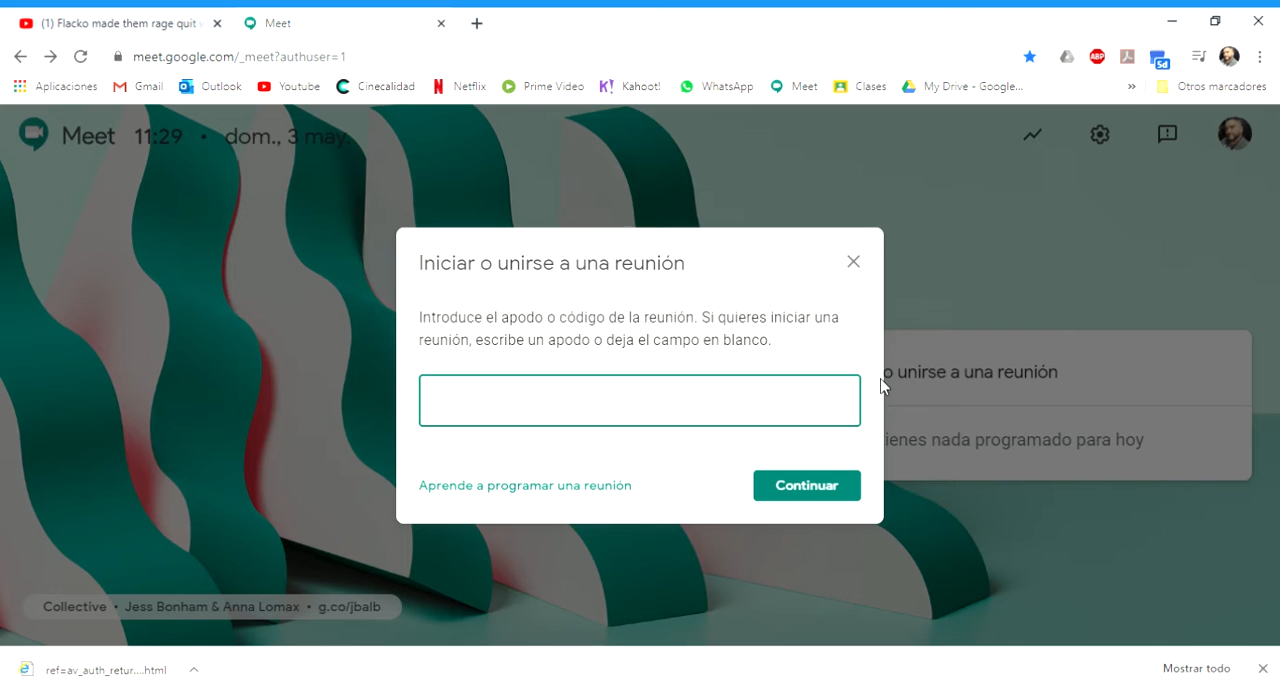 (1) Flacko made them rage quit
Meet
meet.google.com/_meet?authuser=1
ABP
5d
Aplicaciones
Gmail
Outlook
Youtube
Cinecalidad
Netflix
Prime Video
Kahoot!
WhatsApp
Meet
Clases
My Drive - Google...
»
Otros marcadores
Meet 11:29 • dom., 3 may.
Iniciar o unirse a una reunión
Introduce el apodo o código de la reunión. Si quieres iniciar una
reunión, escribe un apodo o deja el campo en blanco.
o unirse a una reunión
ienes nada programado para hoy
Aprende a programar una reunión
Continuar
Collective • Jess Bonham & Anna Lomax • g.co/jbalb
ref=av_auth_retur....html
Mostrar todo